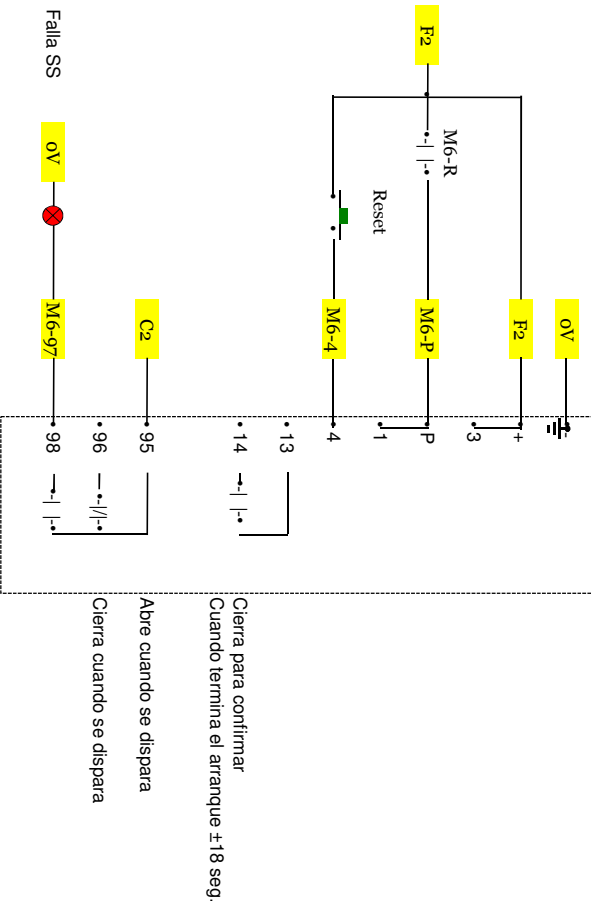 oV
-
F2
+
3
F2
M6-R
M6-P
P
1
Reset
M6-4
4
13
14
Cierra para confirmar
Cuando termina el arranque ±18 seg.
C2
95
Abre cuando se dispara
96
Cierra cuando se dispara
Falla SS
oV
M6-97
98